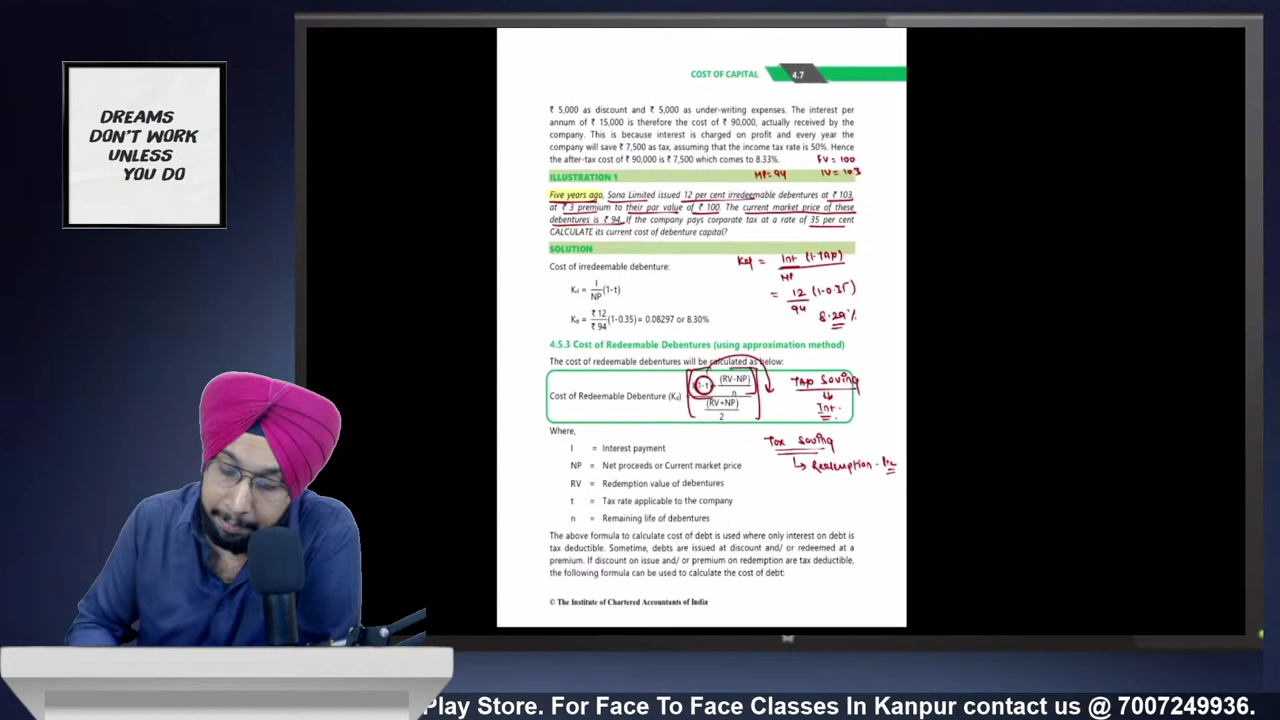 DREAMS
DON'T WORK
UNLESS
YOU DO
COST OF CAPITAL 4.7
₹ 5,000 as discount and ₹ 5,000 as under-writing expenses. The interest per
annum of ₹ 15,000 is therefore the cost of ₹ 90,000, actually received by the
company. This is because interest is charged on profit and every year the
company will save ₹ 7,500 as tax, assuming that the income tax rate is 50%. Hence
the after-tax cost of ₹ 90,000 is ₹ 7,500 which comes to 8.33%.
FV = 100
MP = 94 IV = 103
ILLUSTRATION 1
Five years ago, Sona Limited issued 12 per cent irredeemable debentures at ₹ 103,
at ₹ 3 premium to their par value of ₹ 100. The current market price of these
debentures is ₹ 94. If the company pays corporate tax at a rate of 35 per cent
CALCULATE its current cost of debenture capital?
SOLUTION
Cost of irredeemable debenture:
Kd = I/NP (1-t)
Kd = ₹ 12/₹ 94 (1-0.35) = 0.08297 or 8.30%
= Int (1-
MP
= 12/94 (1-0.35)
8.29%
4.5.3 Cost of Redeemable Debentures (using approximation method)
The cost of redeemable debentures will be calculated as below:
Cost of Redeemable Debenture (Kd) = (1-t) (RV-NP)
n
(RV+NP)
2
Saving
Int.
Where,
I = Interest payment
NP = Net proceeds or Current market price
RV = Redemption value of debentures
t = Tax rate applicable to the company
n = Remaining life of debentures
Tax Saving
Redemption
The above formula to calculate cost of debt is used where only interest on debt is
tax deductible. Sometime, debts are issued at discount and/ or redeemed at a
premium. If discount on issue and/ or premium on redemption are tax deductible,
the following formula can be used to calculate the cost of debt:
© The Institute of Chartered Accountants of India
Play Store. For Face To Face Classes In Kanpur contact us @ 7007249936.